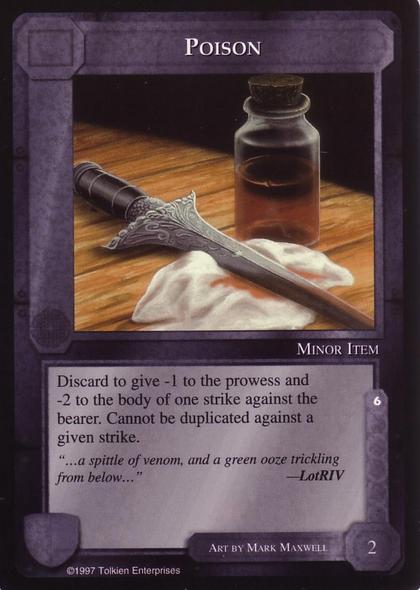 POISON
MINOR ITEM
Discard to give -1 to the prowess and
-2 to the body of one strike against the
bearer. Cannot be duplicated against a
given strike.
6
“…a spittle of venom, and a green ooze trickling
from below…” —LotRIV
ART BY MARK MAXWELL
2
©1997 Tolkien Enterprises